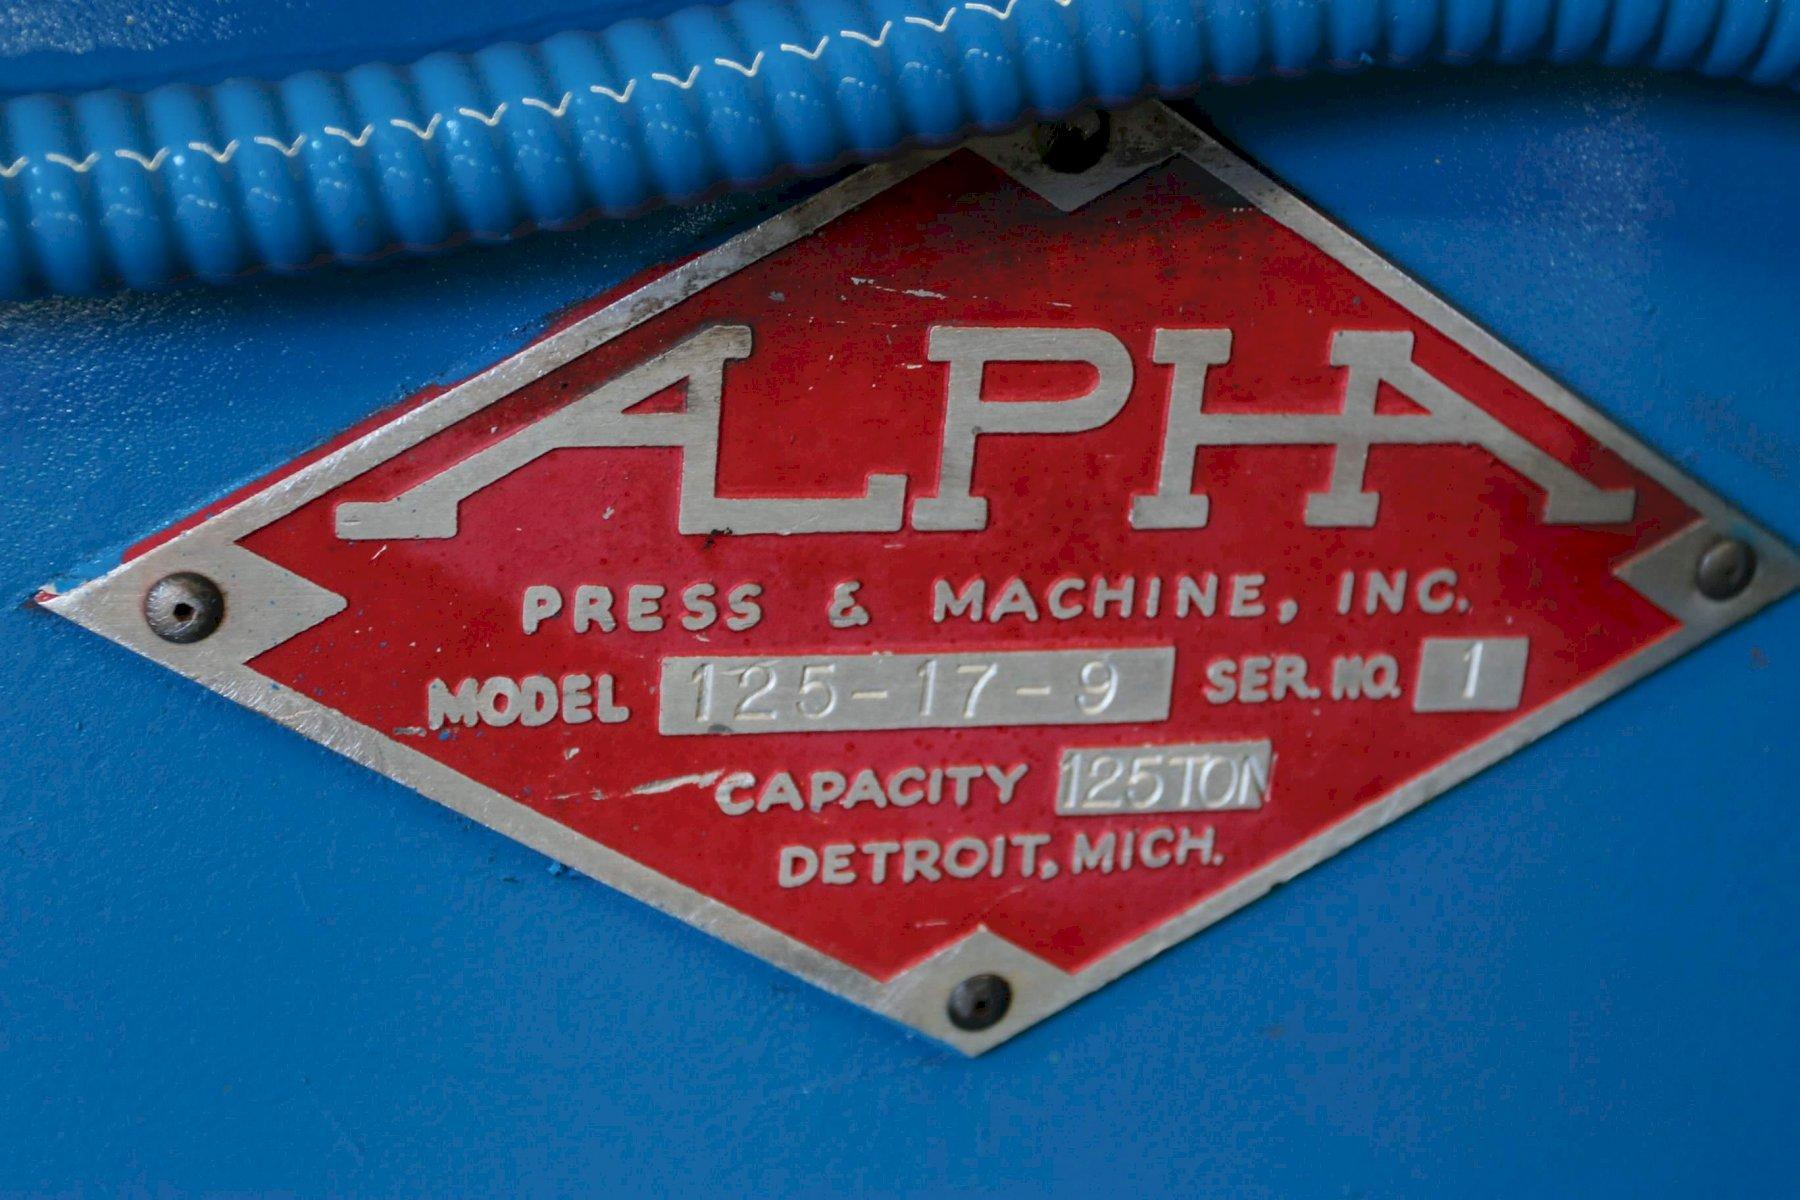 ALPHA
PRESS & MACHINE, INC.
MODEL 125-17-9 SER. NO. 1
CAPACITY 125TON
DETROIT, MICH.